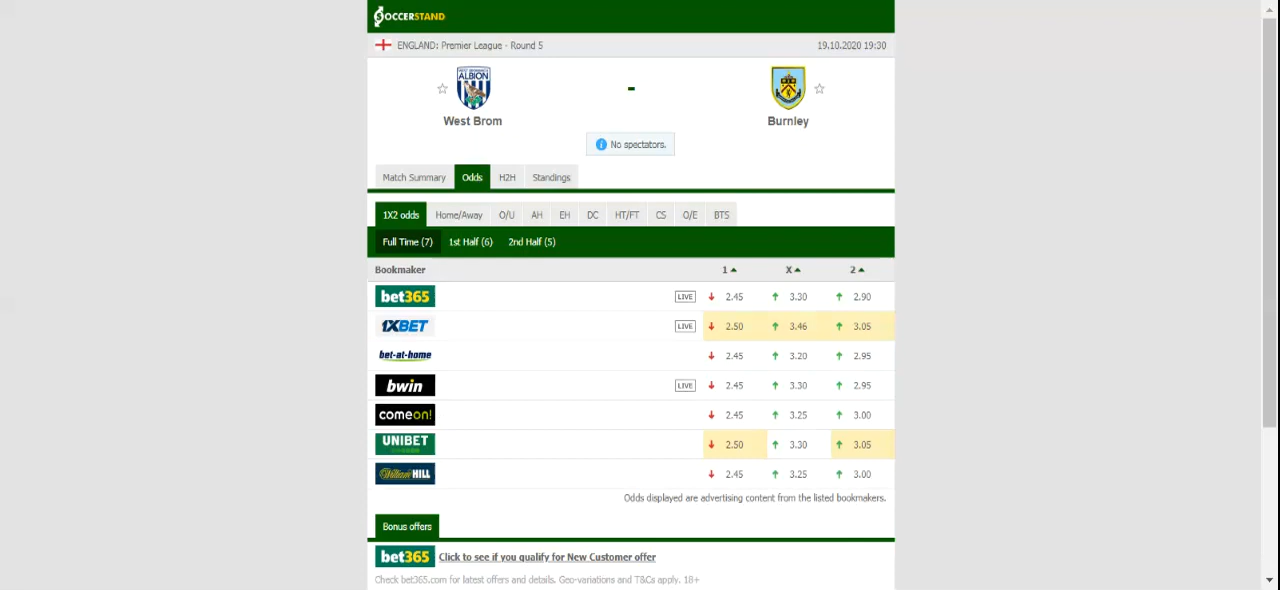 SOCCERSTAND
ENGLAND: Premier League - Round 5 19.10.2020 19:30
ALBION
-
West Brom Burnley
No spectators.
Match Summary Odds H2H Standings
1X2 odds Home/Away O/U AH EH DC HT/FT CS O/E BTS
Full Time (7) 1st Half (6) 2nd Half (5)
Bookmaker 1 X 2
bet365 LIVE 2.45 3.30 2.90
1XBET LIVE 2.50 3.46 3.05
bet-at-home 2.45 3.20 2.95
bwin LIVE 2.45 3.30 2.95
comeon! 2.45 3.25 3.00
UNIBET 2.50 3.30 3.05
William HILL 2.45 3.25 3.00
Odds displayed are advertising content from the listed bookmakers.
Bonus offers
bet365 Click to see if you qualify for New Customer offer
Check bet365.com for latest offers and details. Geo-variations and T&Cs apply. 18+